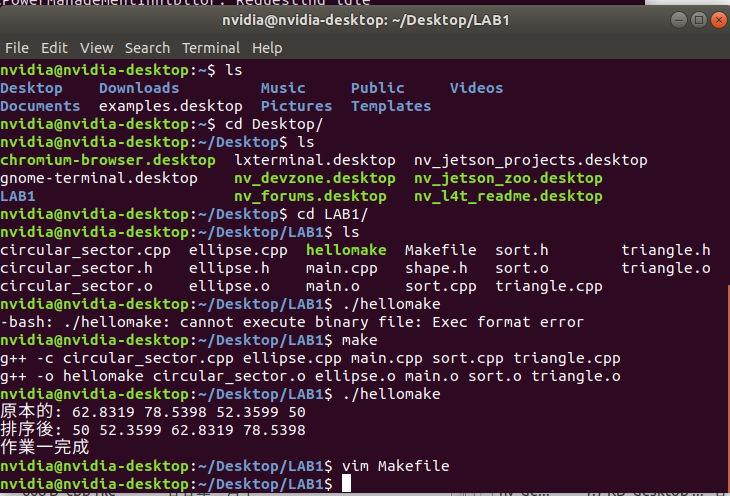 PowerManagementInhibitor: Requesting idle
nvidia@nvidia-desktop: ~/Desktop/LAB1
File Edit View Search Terminal Help
nvidia@nvidia-desktop:~$ ls
Desktop Downloads Music Public Videos
Documents examples.desktop Pictures Templates
nvidia@nvidia-desktop:~$ cd Desktop/
nvidia@nvidia-desktop:~/Desktop$ ls
chromium-browser.desktop lxterminal.desktop nv_jetson_projects.desktop
gnome-terminal.desktop nv_devzone.desktop nv_jetson_zoo.desktop
LAB1 nv_forums.desktop nv_l4t_readme.desktop
nvidia@nvidia-desktop:~/Desktop$ cd LAB1/
nvidia@nvidia-desktop:~/Desktop/LAB1$ ls
circular_sector.cpp ellipse.cpp hellomake Makefile sort.h triangle.h
circular_sector.h ellipse.h main.cpp shape.h sort.o triangle.o
circular_sector.o ellipse.o main.o sort.cpp triangle.cpp
nvidia@nvidia-desktop:~/Desktop/LAB1$ ./hellomake
-bash: ./hellomake: cannot execute binary file: Exec format error
nvidia@nvidia-desktop:~/Desktop/LAB1$ make
g++ -c circular_sector.cpp ellipse.cpp main.cpp sort.cpp triangle.cpp
g++ -o hellomake circular_sector.o ellipse.o main.o sort.o triangle.o
nvidia@nvidia-desktop:~/Desktop/LAB1$ ./hellomake
原本的: 62.8319 78.5398 52.3599 50
排序後: 50 52.3599 62.8319 78.5398
作業一完成
nvidia@nvidia-desktop:~/Desktop/LAB1$ vim Makefile
nvidia@nvidia-desktop:~/Desktop/LAB1$